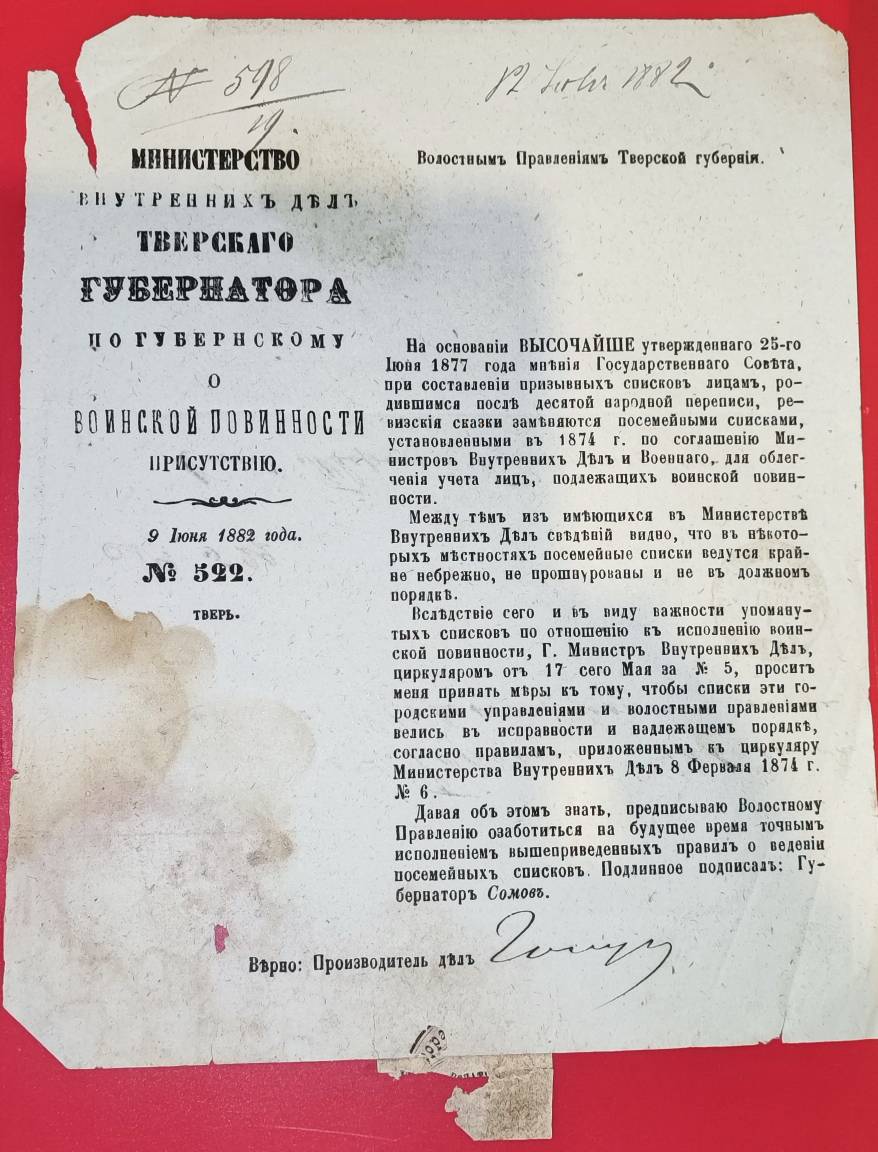 № 598
19.
12 Іюня 1882
МИНИСТЕРСТВО
ВНУТРЕННИХЪ ДѢЛЪ
ТВЕРСКАГО
ГУБЕРНАТОРА
ПО ГУБЕРНСКОМУ
О
ВОИНСКОЙ ПОВИННОСТИ
ПРИСУТСТВІЮ.
9 Іюня 1882 года.
№ 522.
ТВЕРЬ.
Волостнымъ Правленіямъ Тверской губерніи.
На основаніи ВЫСОЧАЙШЕ утвержденнаго 25-го
Іюня 1877 года мнѣнія Государственнаго Совѣта,
при составленіи призывныхъ списковъ лицамъ, ро-
дившимся послѣ десятой народной переписи, ре-
визскія сказки замѣняются посемейными списками,
установленными въ 1874 г. по соглашенію Ми-
нистровъ Внутреннихъ Дѣлъ и Военнаго, для облег-
ченія учета лицъ, подлежащихъ воинской повин-
ности.
Между тѣмъ изъ имѣющихся въ Министерствѣ
Внутреннихъ Дѣлъ свѣденій видно, что въ нѣкото-
рыхъ мѣстностяхъ посемейные списки ведутся край-
не небрежно, не прошнурованы и не въ должномъ
порядкѣ.
Вслѣдствіе сего и въ виду важности упомяну-
тыхъ списковъ по отношенію къ исполненію воин-
ской повинности, Г. Министръ Внутреннихъ Дѣлъ,
циркуляромъ отъ 17 сего Мая за № 5, проситъ
меня принять мѣры къ тому, чтобы списки эти го-
родскими управленіями и волостными правленіями
велись въ исправности и надлежащемъ порядкѣ,
согласно правиламъ, приложеннымъ къ циркуляру
Министерства Внутреннихъ Дѣлъ 8 Ферваля 1874 г.
№ 6.
Давая объ этомъ знать, предписываю Волостному
Правленію озаботиться на будущее время точнымъ
исполненіемъ вышеприведенныхъ правилъ о веденіи
посемейныхъ списковъ. Подлинное подписалъ: Гу-
бернаторъ Сомовъ.
Вѣрно: Производитель дѣлъ